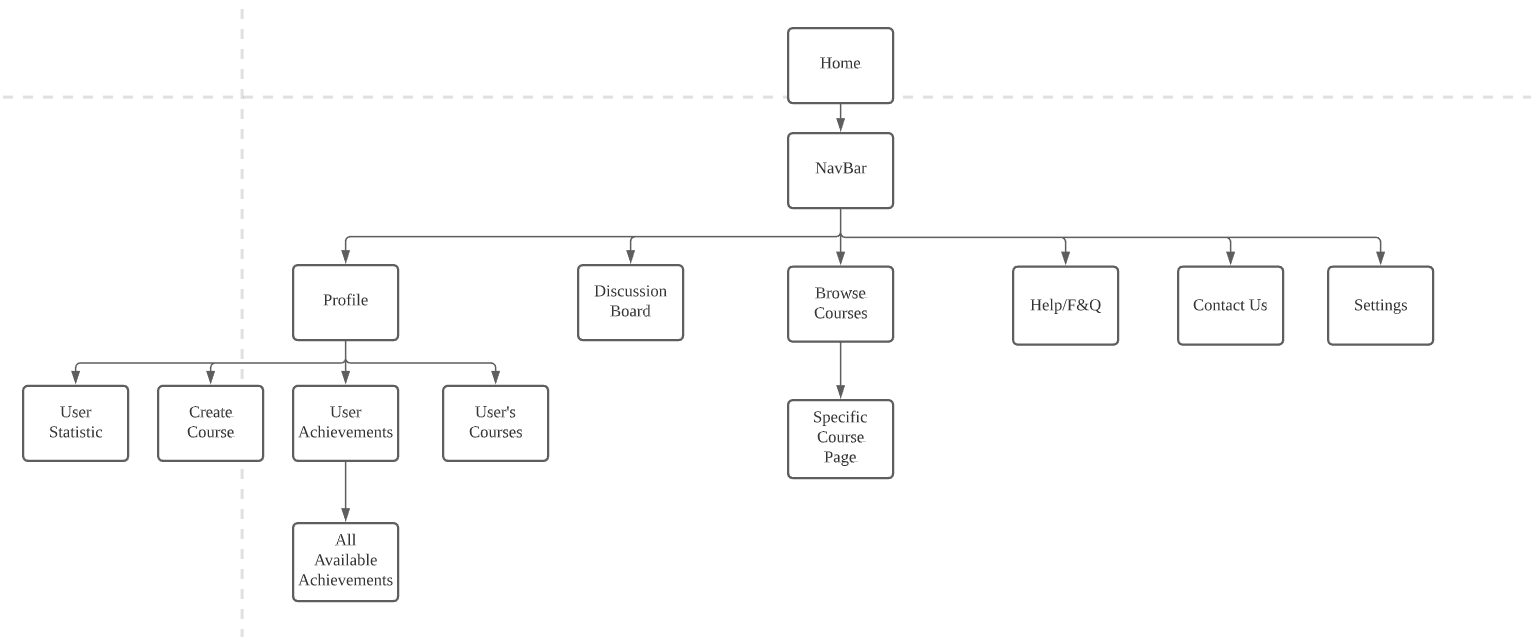 Home
NavBar
Profile
Discussion
Board
Browse
Courses
Help/F&Q
Contact Us
Settings
User
Statistic
Create
Course
User
Achievements
User's
Courses
Specific
Course
Page
All
Available
Achievements